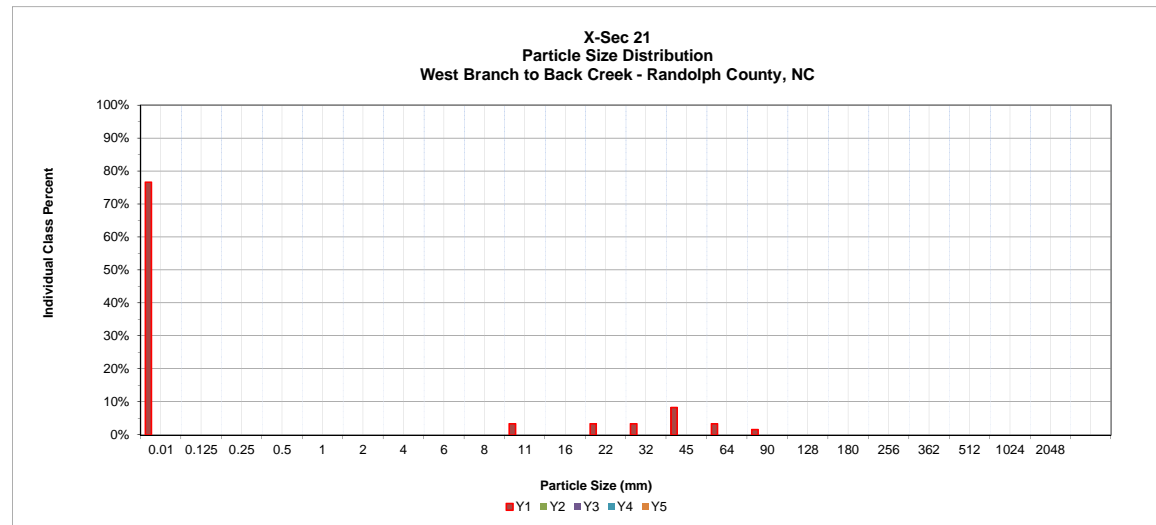 X-Sec 21
Particle Size Distribution
West Branch to Back Creek - Randolph County, NC
Individual Class Percent
100%
90%
80%
70%
60%
50%
40%
30%
20%
10%
0%
0.01 0.125 0.25 0.5 1 2 4 6 8 11 16 22 32 45 64 90 128 180 256 362 512 1024 2048
Particle Size (mm)
Y1 Y2 Y3 Y4 Y5